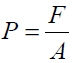 P = F/A